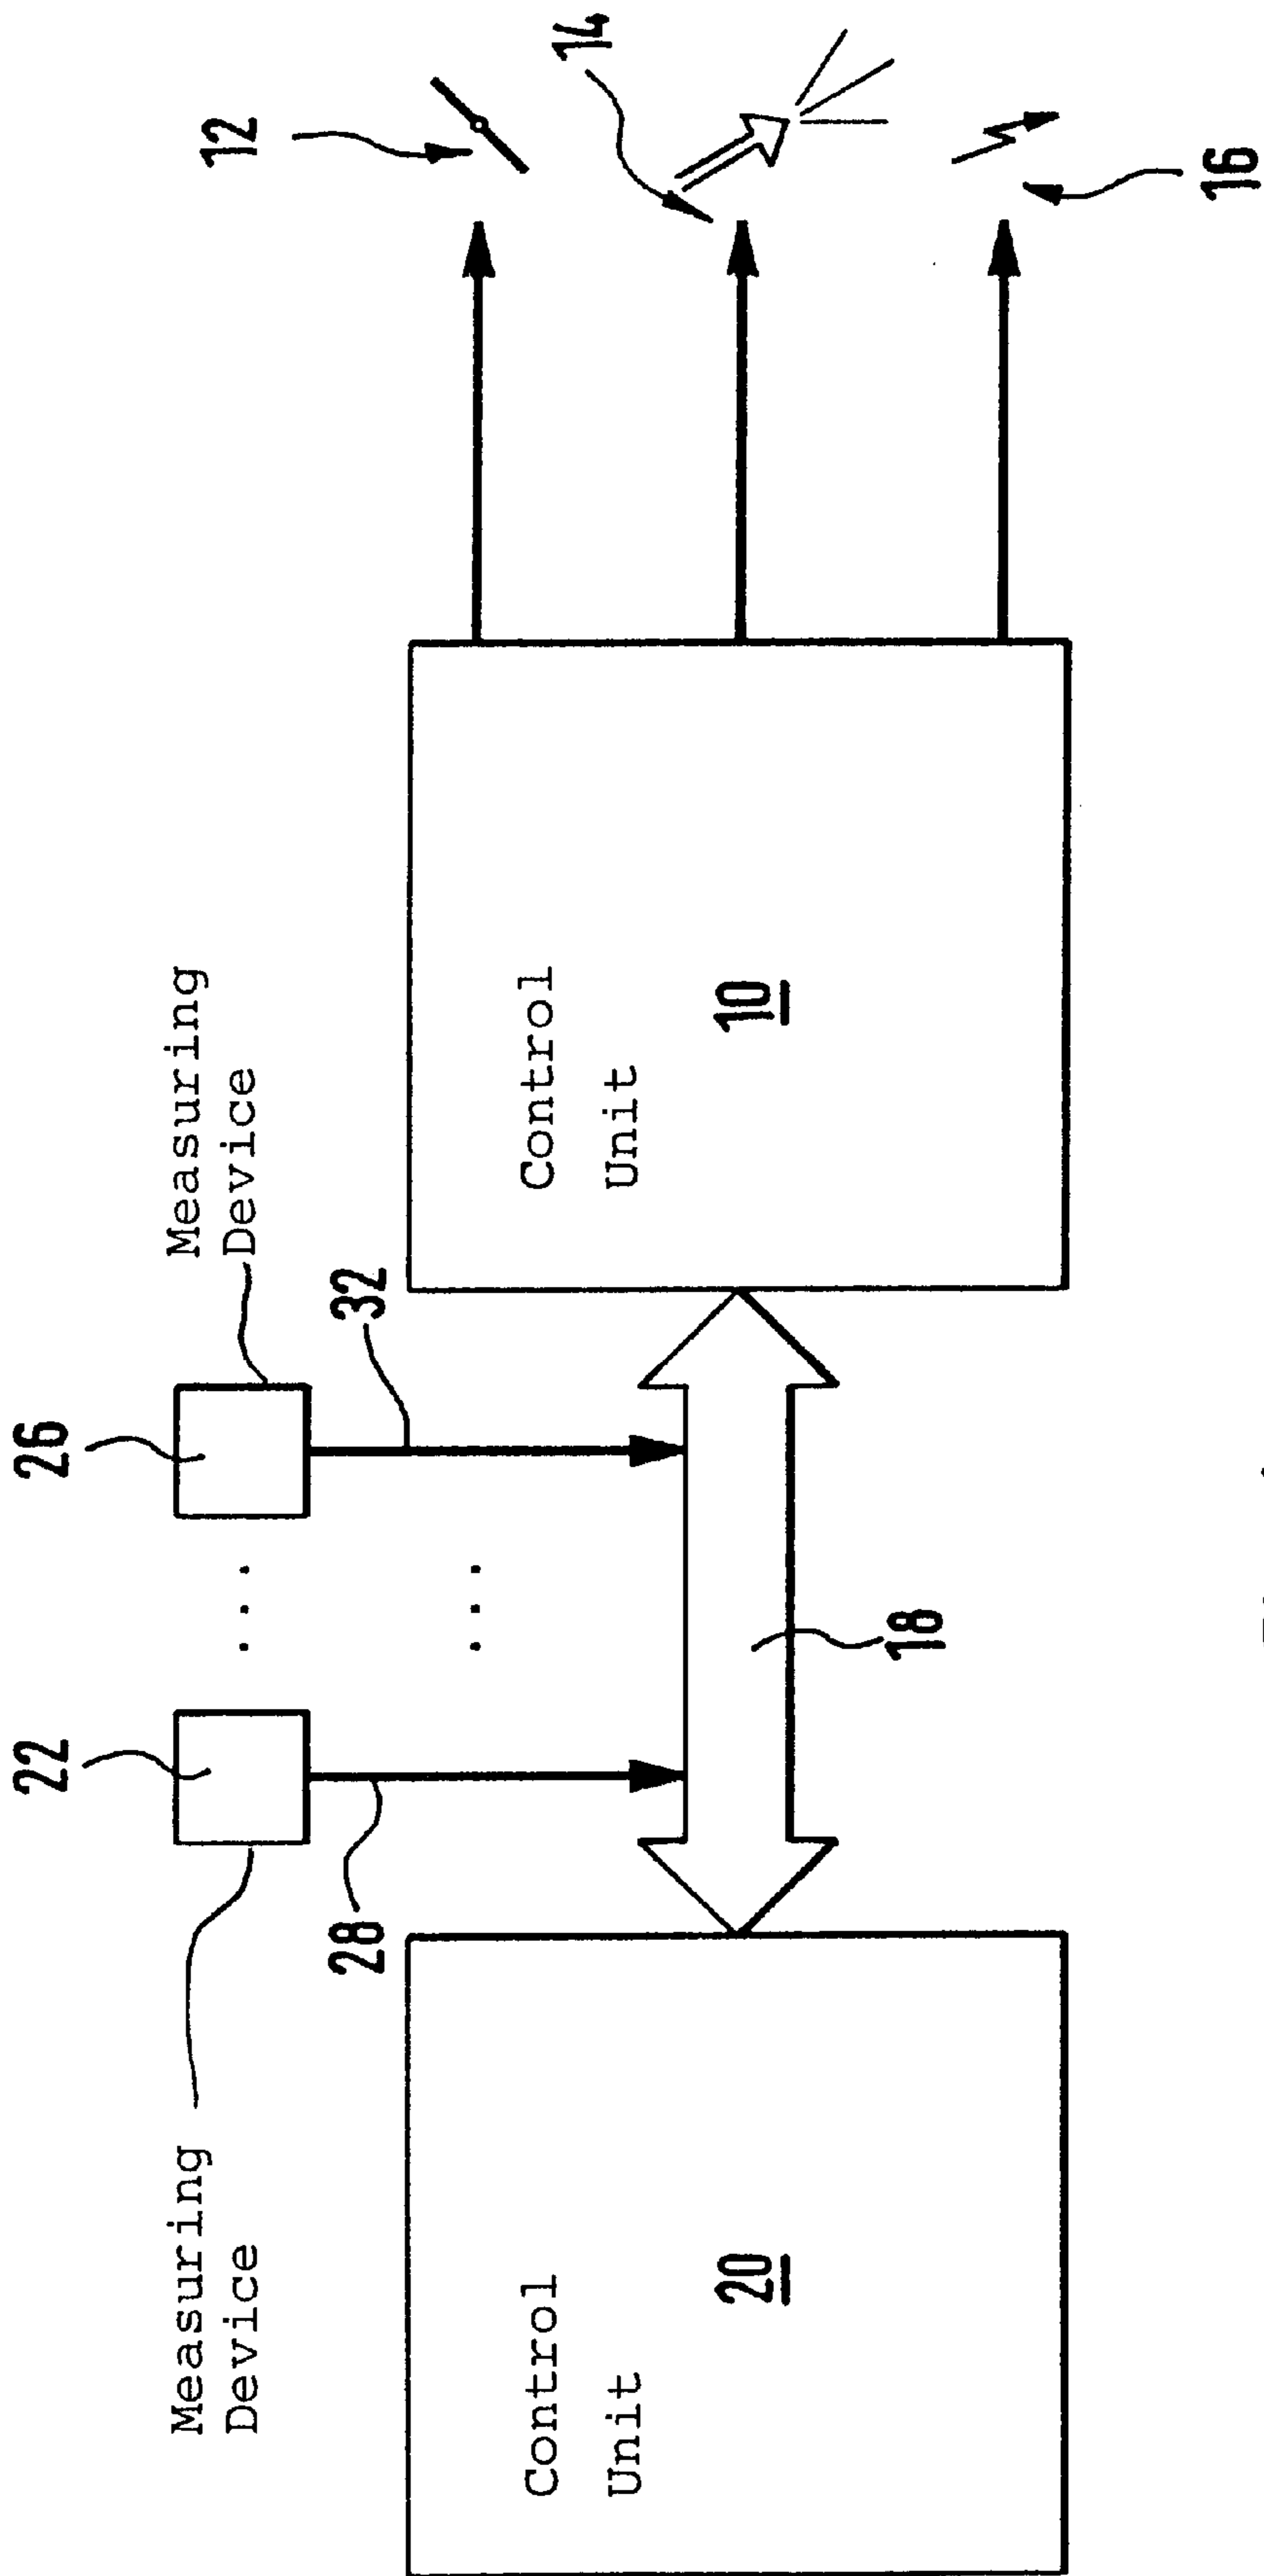 22
26
Measuring
Device
Measuring
Device
12
28
32
14
Control
Unit
20
Control
Unit
10
18
16